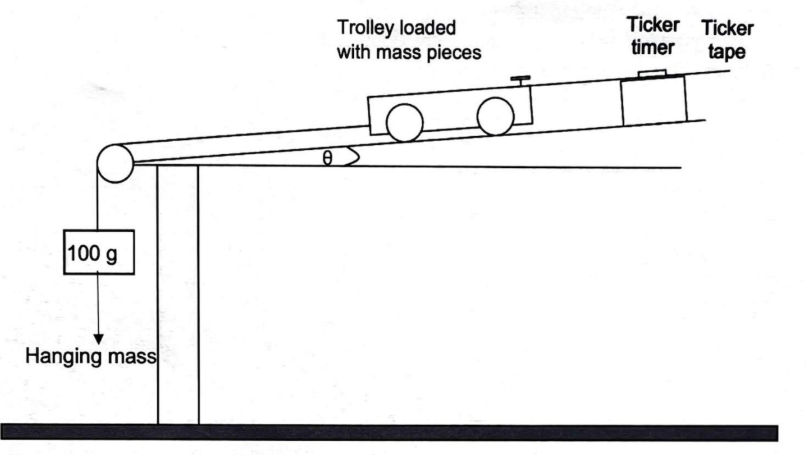 Trolley loaded
with mass pieces
Ticker
timer
Ticker
tape
θ
100 g
Hanging mass